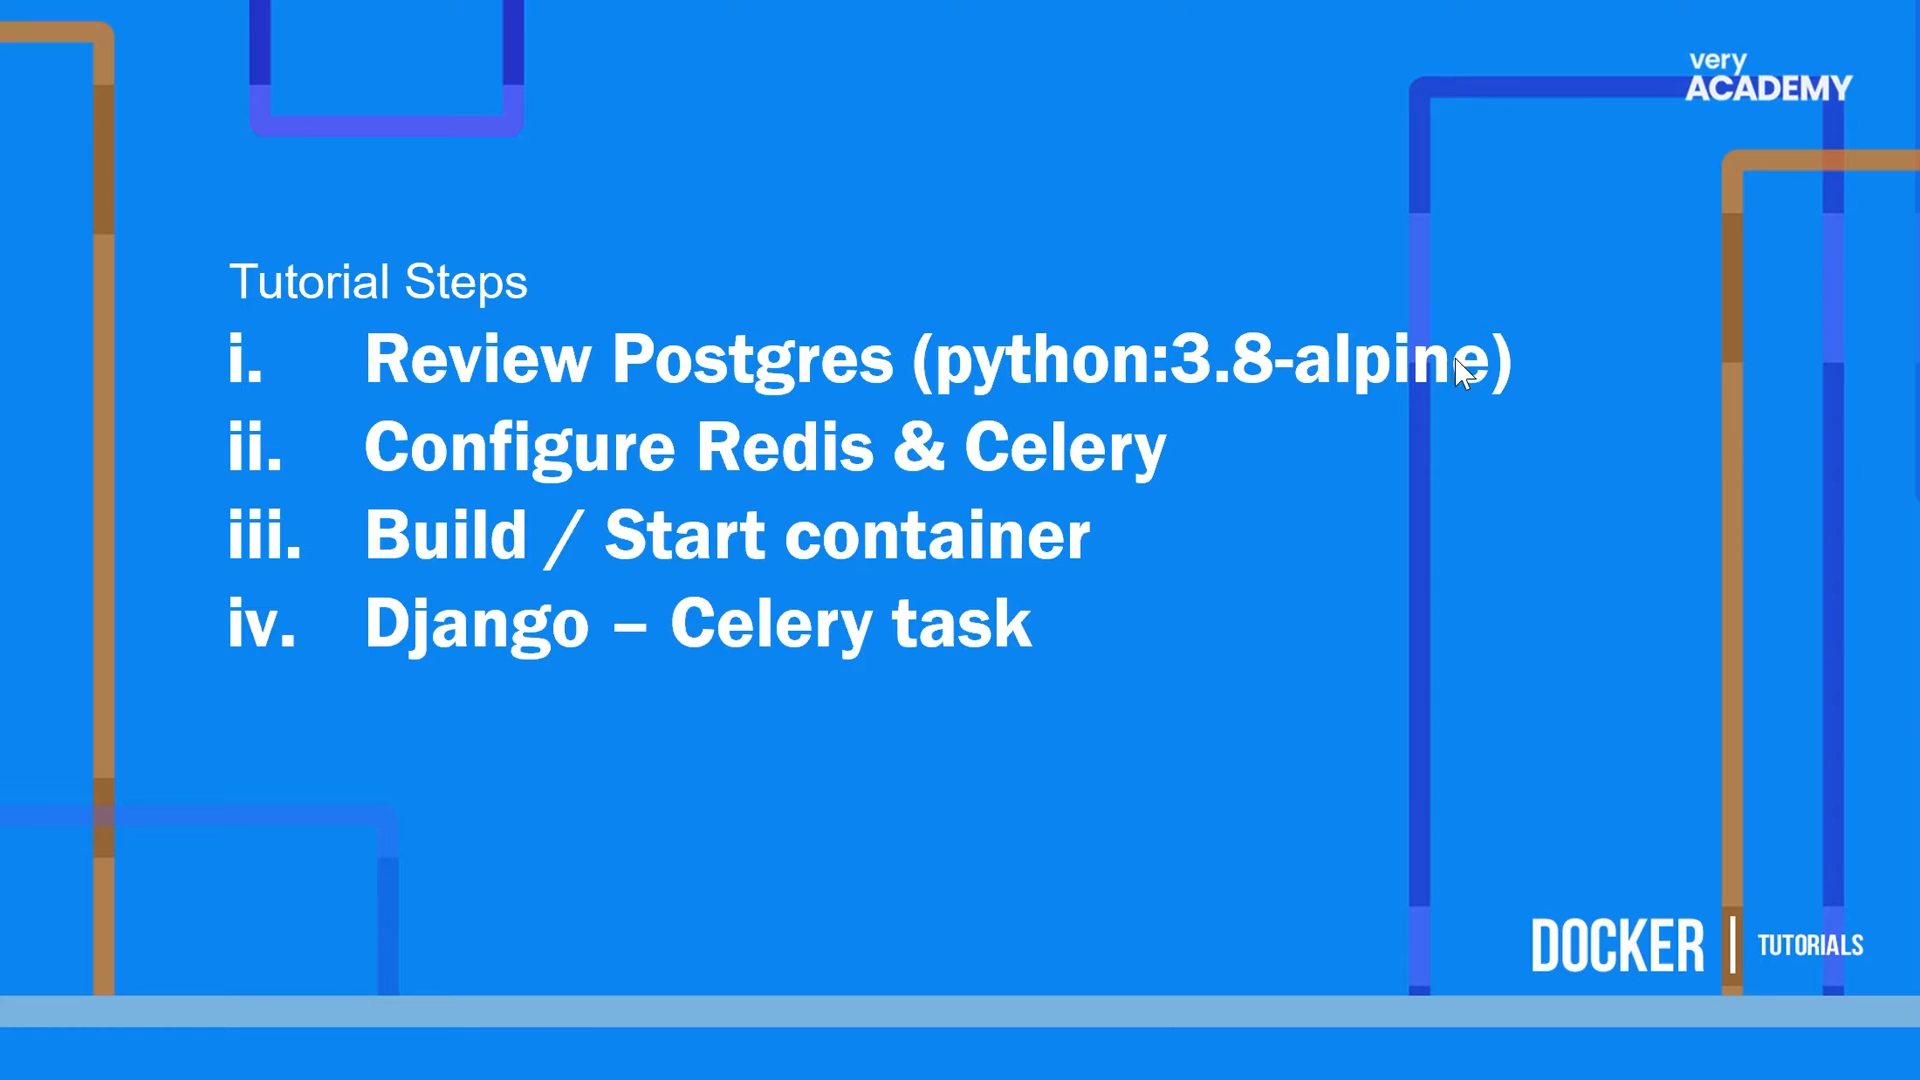 very
ACADEMY
Tutorial Steps
i. Review Postgres (python:3.8-alpine)
ii. Configure Redis & Celery
iii. Build / Start container
iv. Django – Celery task
DOCKER | TUTORIALS